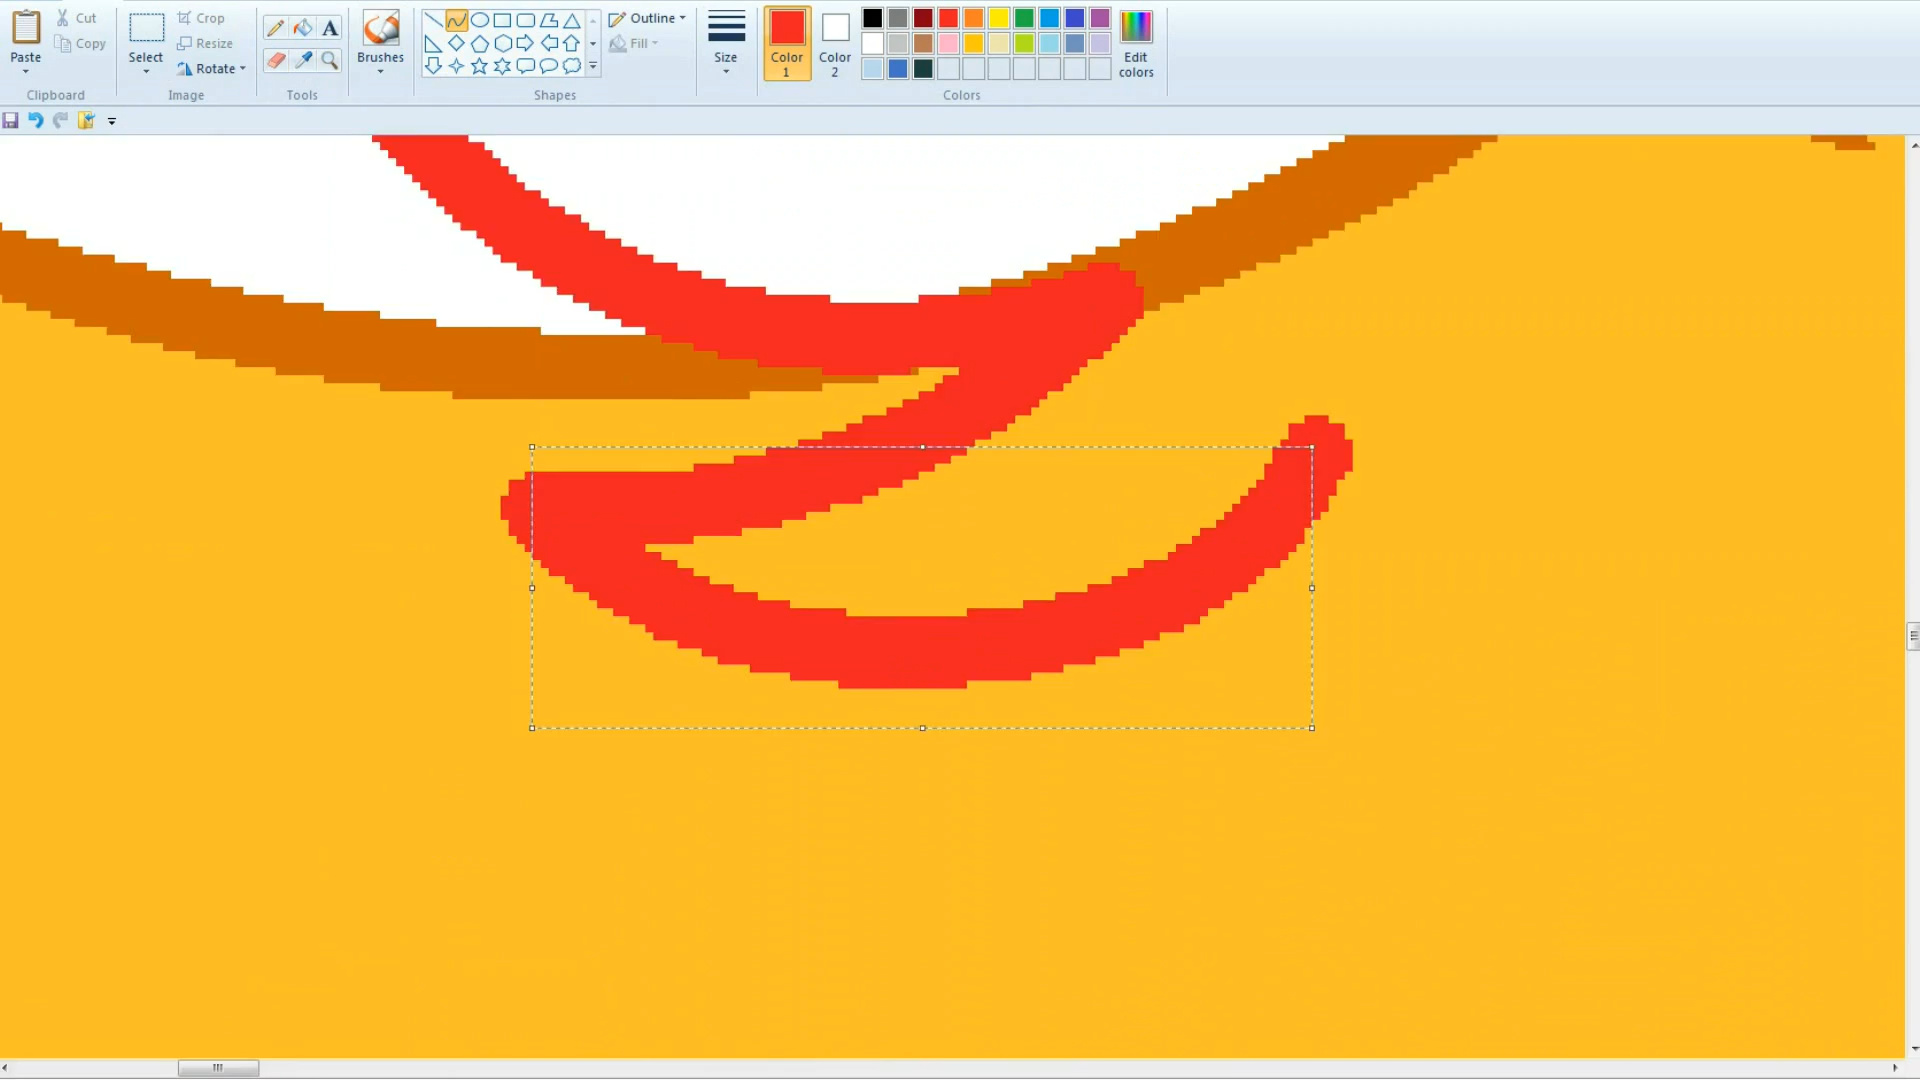 Paste
Cut
Copy
Clipboard
Select
Crop
Resize
Rotate
Image
A
Tools
Brushes
Outline
Fill
Shapes
Size
Color
1
Color
2
Edit
colors
Colors